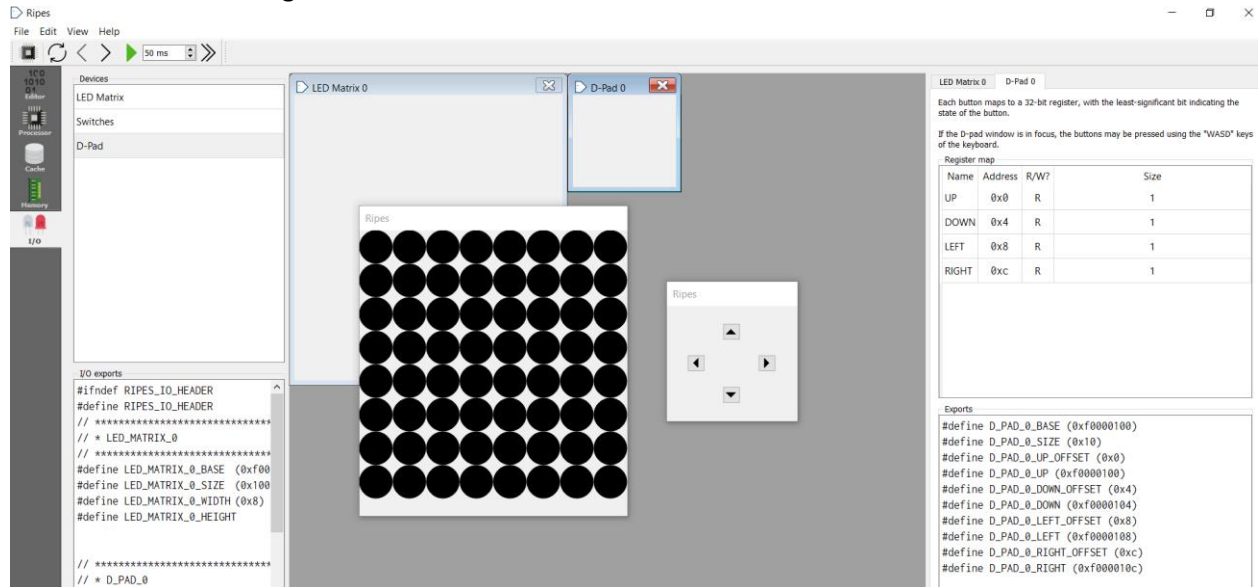 Ripes
File Edit View Help
50 ms
Editor
Processor
Cache
Memory
I/O
Devices
LED Matrix
Switches
D-Pad
I/O exports
#ifndef RIPES_IO_HEADER
#define RIPES_IO_HEADER
// ******************************
// * LED_MATRIX_0
// ******************************
#define LED_MATRIX_0_BASE (0xf00
#define LED_MATRIX_0_SIZE (0x100
#define LED_MATRIX_0_WIDTH (0x8)
#define LED_MATRIX_0_HEIGHT
// ******************************
// * D_PAD_0
LED Matrix 0
D-Pad 0
Ripes
Ripes
LED Matrix 0 D-Pad 0
Each button maps to a 32-bit register, with the least-significant bit indicating the
state of the button.
If the D-pad window is in focus, the buttons may be pressed using the "WASD" keys
of the keyboard.
Register map
Name Address R/W? Size
UP 0x0 R 1
DOWN 0x4 R 1
LEFT 0x8 R 1
RIGHT 0xc R 1
Exports
#define D_PAD_0_BASE (0xf0000100)
#define D_PAD_0_SIZE (0x10)
#define D_PAD_0_UP_OFFSET (0x0)
#define D_PAD_0_UP (0xf0000100)
#define D_PAD_0_DOWN_OFFSET (0x4)
#define D_PAD_0_DOWN (0xf0000104)
#define D_PAD_0_LEFT_OFFSET (0x8)
#define D_PAD_0_LEFT (0xf0000108)
#define D_PAD_0_RIGHT_OFFSET (0xc)
#define D_PAD_0_RIGHT (0xf000010c)